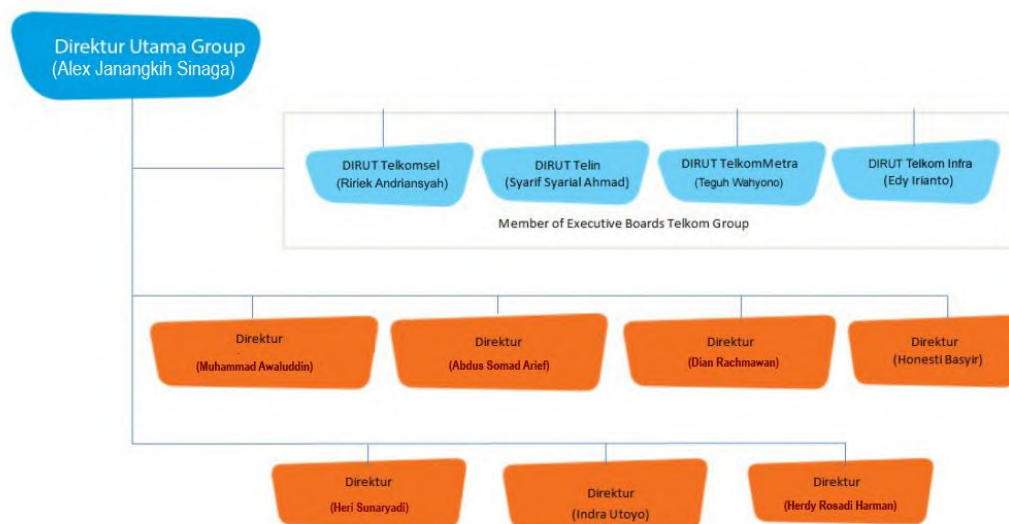 Direktur Utama Group
(Alex Janangkih Sinaga)
DIRUT Telkomsel
(Ririek Andriansyah)
DIRUT Telin
(Syarif Syarial Ahmad)
DIRUT TelkomMetra
(Teguh Wahyono)
DIRUT Telkom Infra
(Edy Irianto)
Member of Executive Boards Telkom Group
Direktur
(Muhammad Awaluddin)
Direktur
(Abdus Somad Arief)
Direktur
(Dian Rachmawan)
Direktur
(Honesti Basyir)
Direktur
(Heri Sunaryadi)
Direktur
(Indra Utoyo)
Direktur
(Herdy Rosadi Harman)